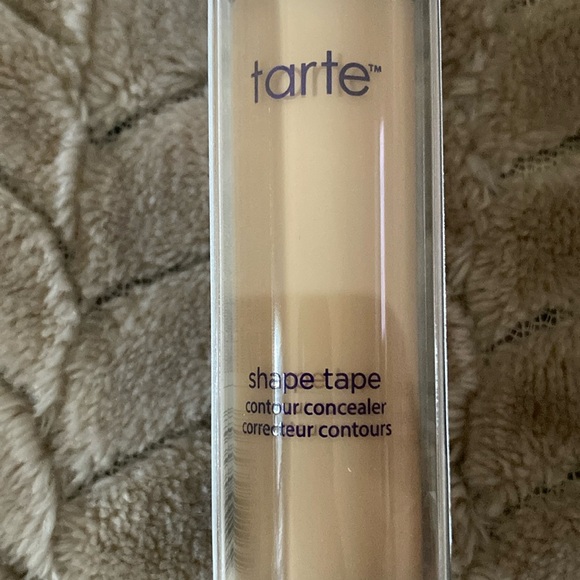 tarte™
shape tape
contour concealer
correcteur contours